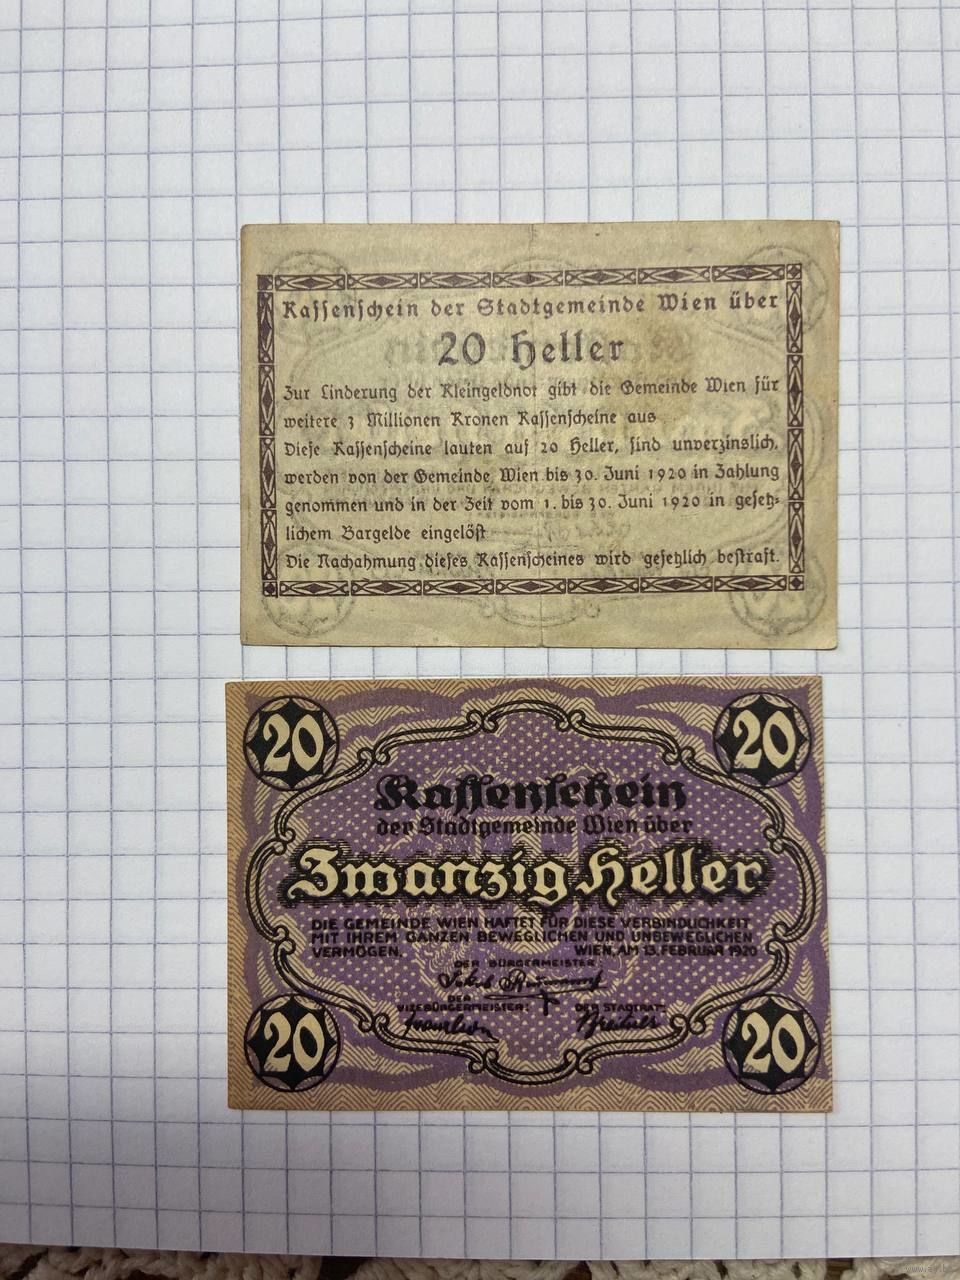 Kassenschein der Stadtgemeinde Wien über
20 Heller
Zur Linderung der Kleingeldnot gibt die Gemeinde Wien für
weitere 3 Millionen Kronen Kassenscheine aus
Diese Kassenscheine lauten auf 20 Heller, sind unverzinslich,
werden von der Gemeinde Wien bis 30. Juni 1920 in Zahlung
genommen und in der Zeit vom 1. bis 30. Juni 1920 in gesetz=
lichem Bargelde eingelöst
Die Nachahmung dieses Kassenscheines wird gesetzlich bestraft.
20 20
Kassenschein
der Stadtgemeinde Wien über
Zwanzig Heller
DIE GEMEINDE WIEN HAFTET FÜR DIESE VERBINDLICHKEIT
MIT IHREM GANZEN BEWEGLICHEN UND UNBEWEGLICHEN
VERMÖGEN. WIEN, AM 13. FEBRUAR 1920
DER BÜRGERMEISTER:
Jakob Reumann
DER
VIZEBÜRGERMEISTER: DER STADTRAT:
20 20